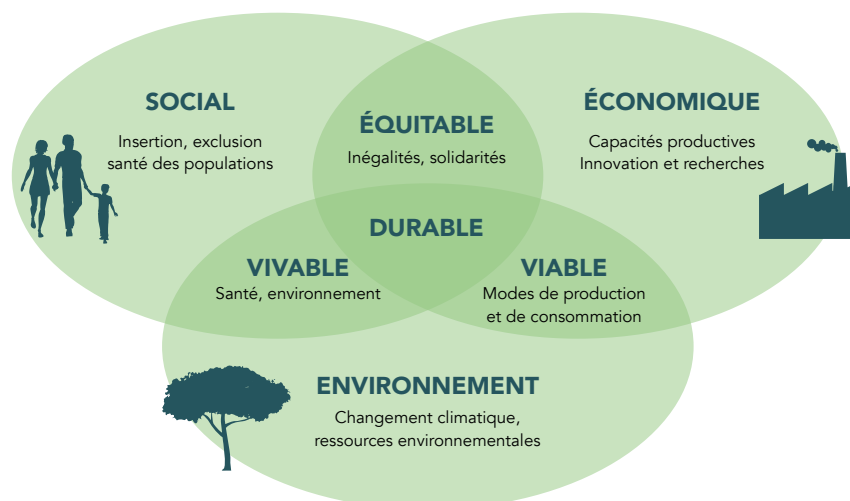 SOCIAL
Insertion, exclusion
santé des populations
ÉQUITABLE
Inégalités, solidarités
ÉCONOMIQUE
Capacités productives
Innovation et recherches
DURABLE
VIVABLE
Santé, environnement
VIABLE
Modes de production
et de consommation
ENVIRONNEMENT
Changement climatique,
ressources environnementales